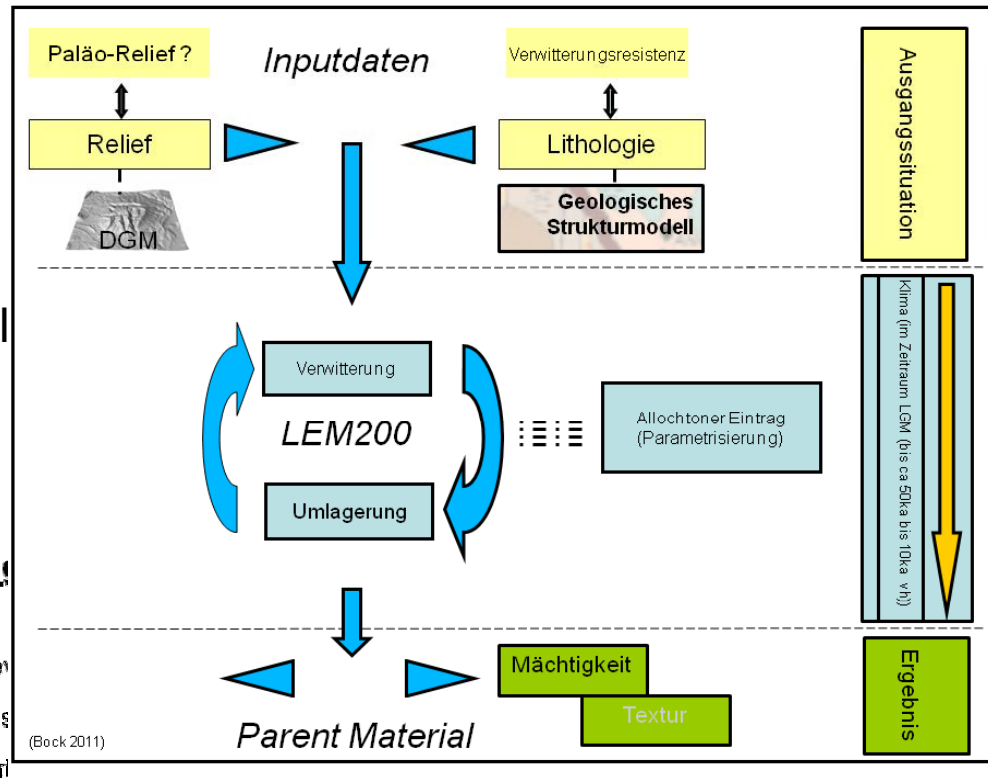 Paläo-Relief ?
Inputdaten
Verwitterungsresistenz
Relief
Lithologie
DGM
Geologisches
Strukturmodell
Ausgangssituation
Verwitterung
LEM200
Umlagerung
Allochtoner Eintrag
(Parametrisierung)
Klima (im Zeitraum LGM (bis ca 50ka bis 10ka vh))
Mächtigkeit
Textur
Parent Material
Ergebnis
(Bock 2011)